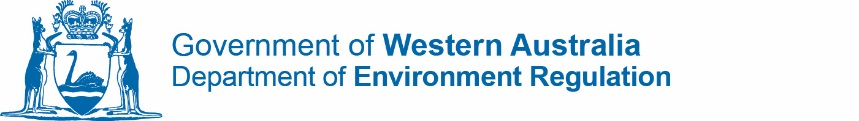 Government of Western Australia
Department of Environment Regulation